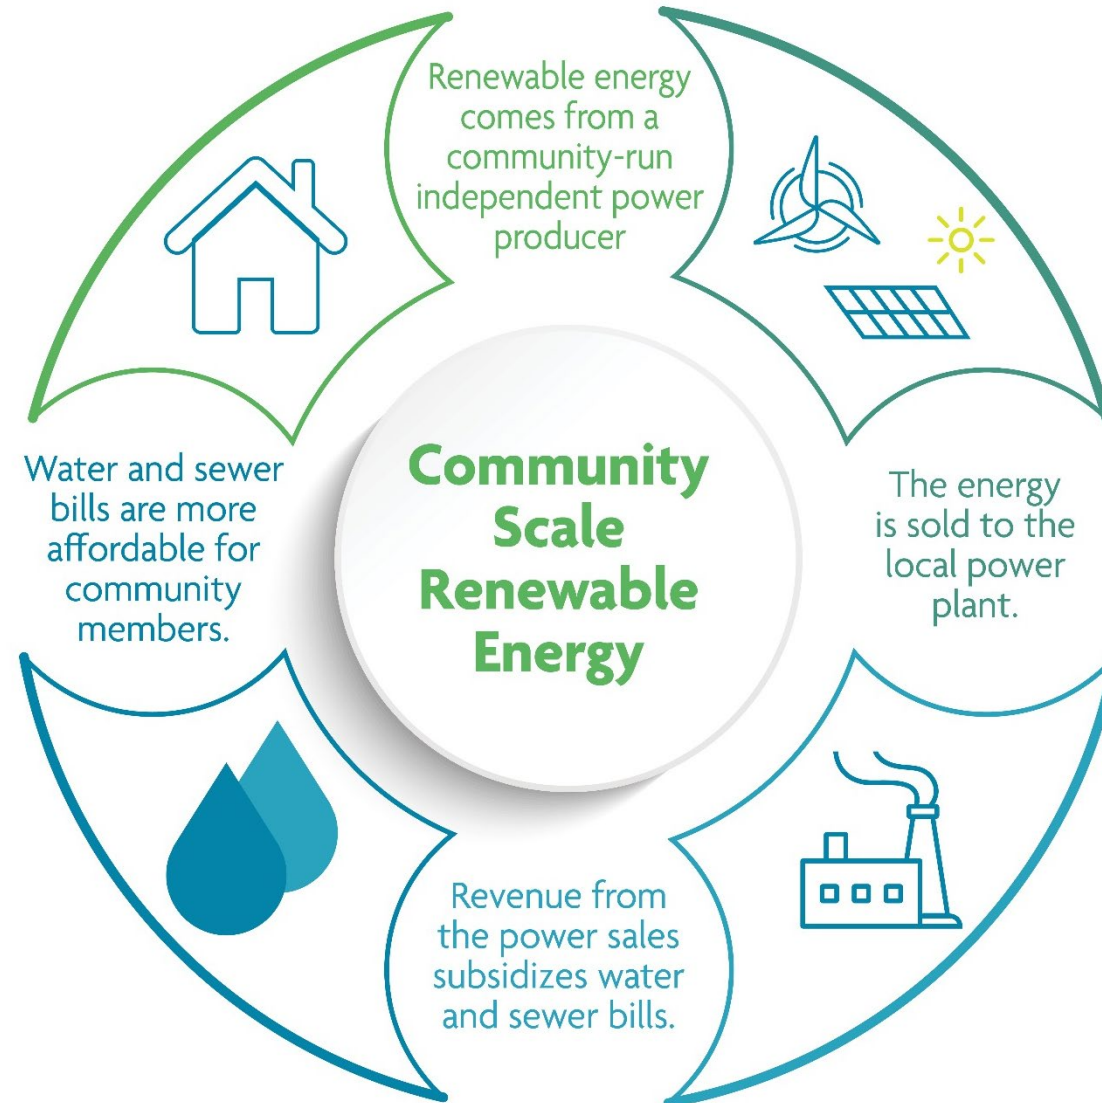 Renewable energy
comes from a
community-run
independent power
producer
Community
Scale
Renewable
Energy
The energy
is sold to the
local power
plant.
Revenue from
the power sales
subsidizes water
and sewer bills.
Water and sewer
bills are more
affordable for
community
members.